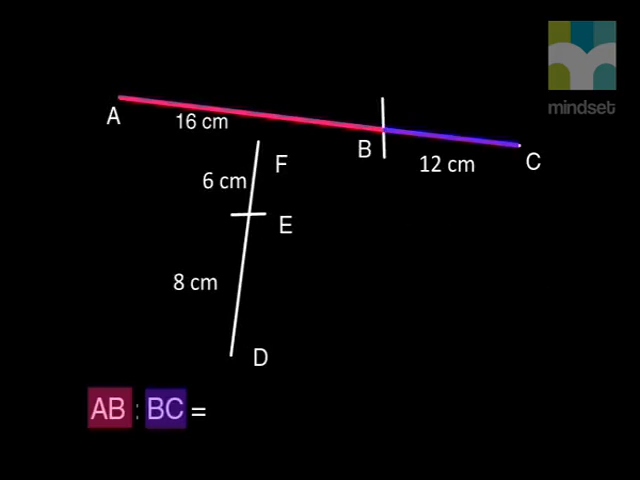 mindset
A
16 cm
B
12 cm
C
F
6 cm
E
8 cm
D
AB : BC =